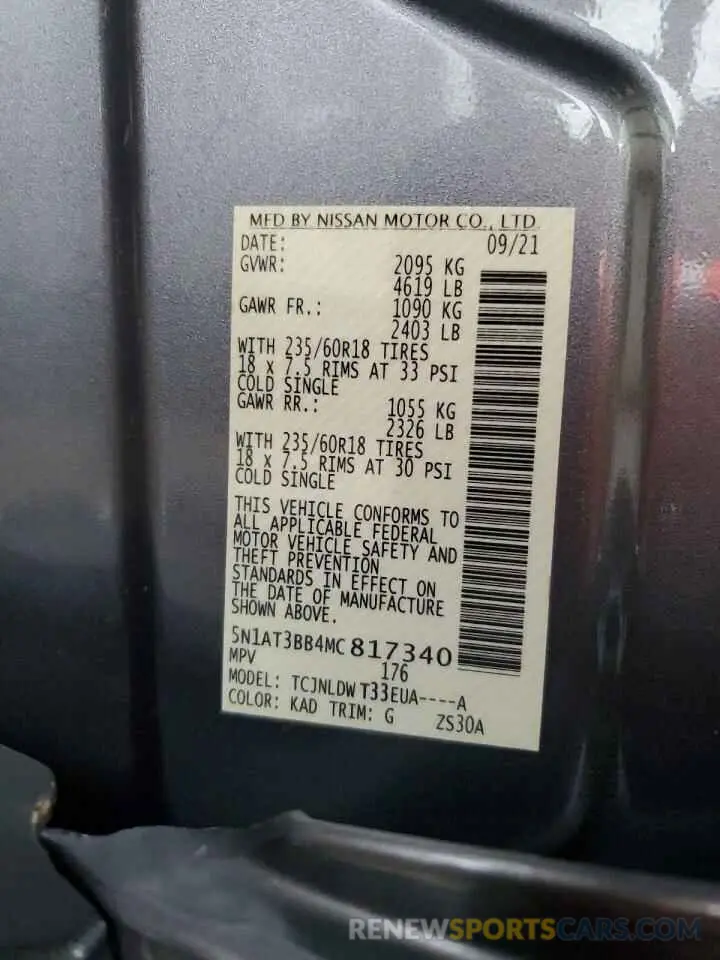 MFD BY NISSAN MOTOR CO., LTD.
DATE: 09/21
GVWR: 2095 KG
4619 LB
GAWR FR.: 1090 KG
2403 LB
WITH 235/60R18 TIRES
18 x 7.5 RIMS AT 33 PSI
COLD SINGLE
GAWR RR.: 1055 KG
2326 LB
WITH 235/60R18 TIRES
18 x 7.5 RIMS AT 30 PSI
COLD SINGLE
THIS VEHICLE CONFORMS TO
ALL APPLICABLE FEDERAL
MOTOR VEHICLE SAFETY AND
THEFT PREVENTION
STANDARDS IN EFFECT ON
THE DATE OF MANUFACTURE
SHOWN ABOVE.
5N1AT3BB4MC817340
MPV 176
MODEL: TCJNLDW T33EUA----A
COLOR: KAD TRIM: G ZS30A
RENEWSPORTSCARS.COM